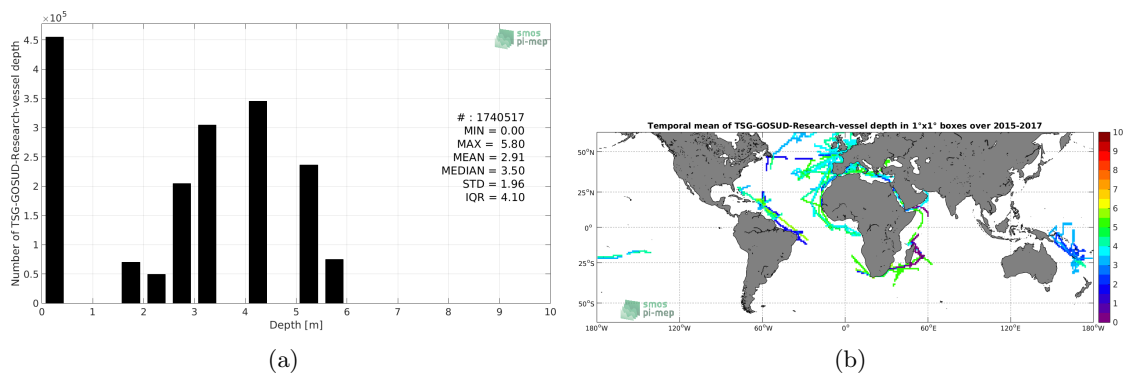 ×10⁵
4.5
4
3.5
3
2.5
2
1.5
1
0.5
0
Number of TSG-GOSUD-Research-vessel depth
smos
pi-mep
# : 1740517
MIN = 0.00
MAX = 5.80
MEAN = 2.91
MEDIAN = 3.50
STD = 1.96
IQR = 4.10
0 1 2 3 4 5 6 7 8 9 10
Depth [m]
(a)
Temporal mean of TSG-GOSUD-Research-vessel depth in 1°x1° boxes over 2015-2017
50°N
25°N
0°
25°S
50°S
smos
pi-mep
180°W 120°W 60°W 0° 60°E 120°E 180°W
10
9
8
7
6
5
4
3
2
1
0
(b)